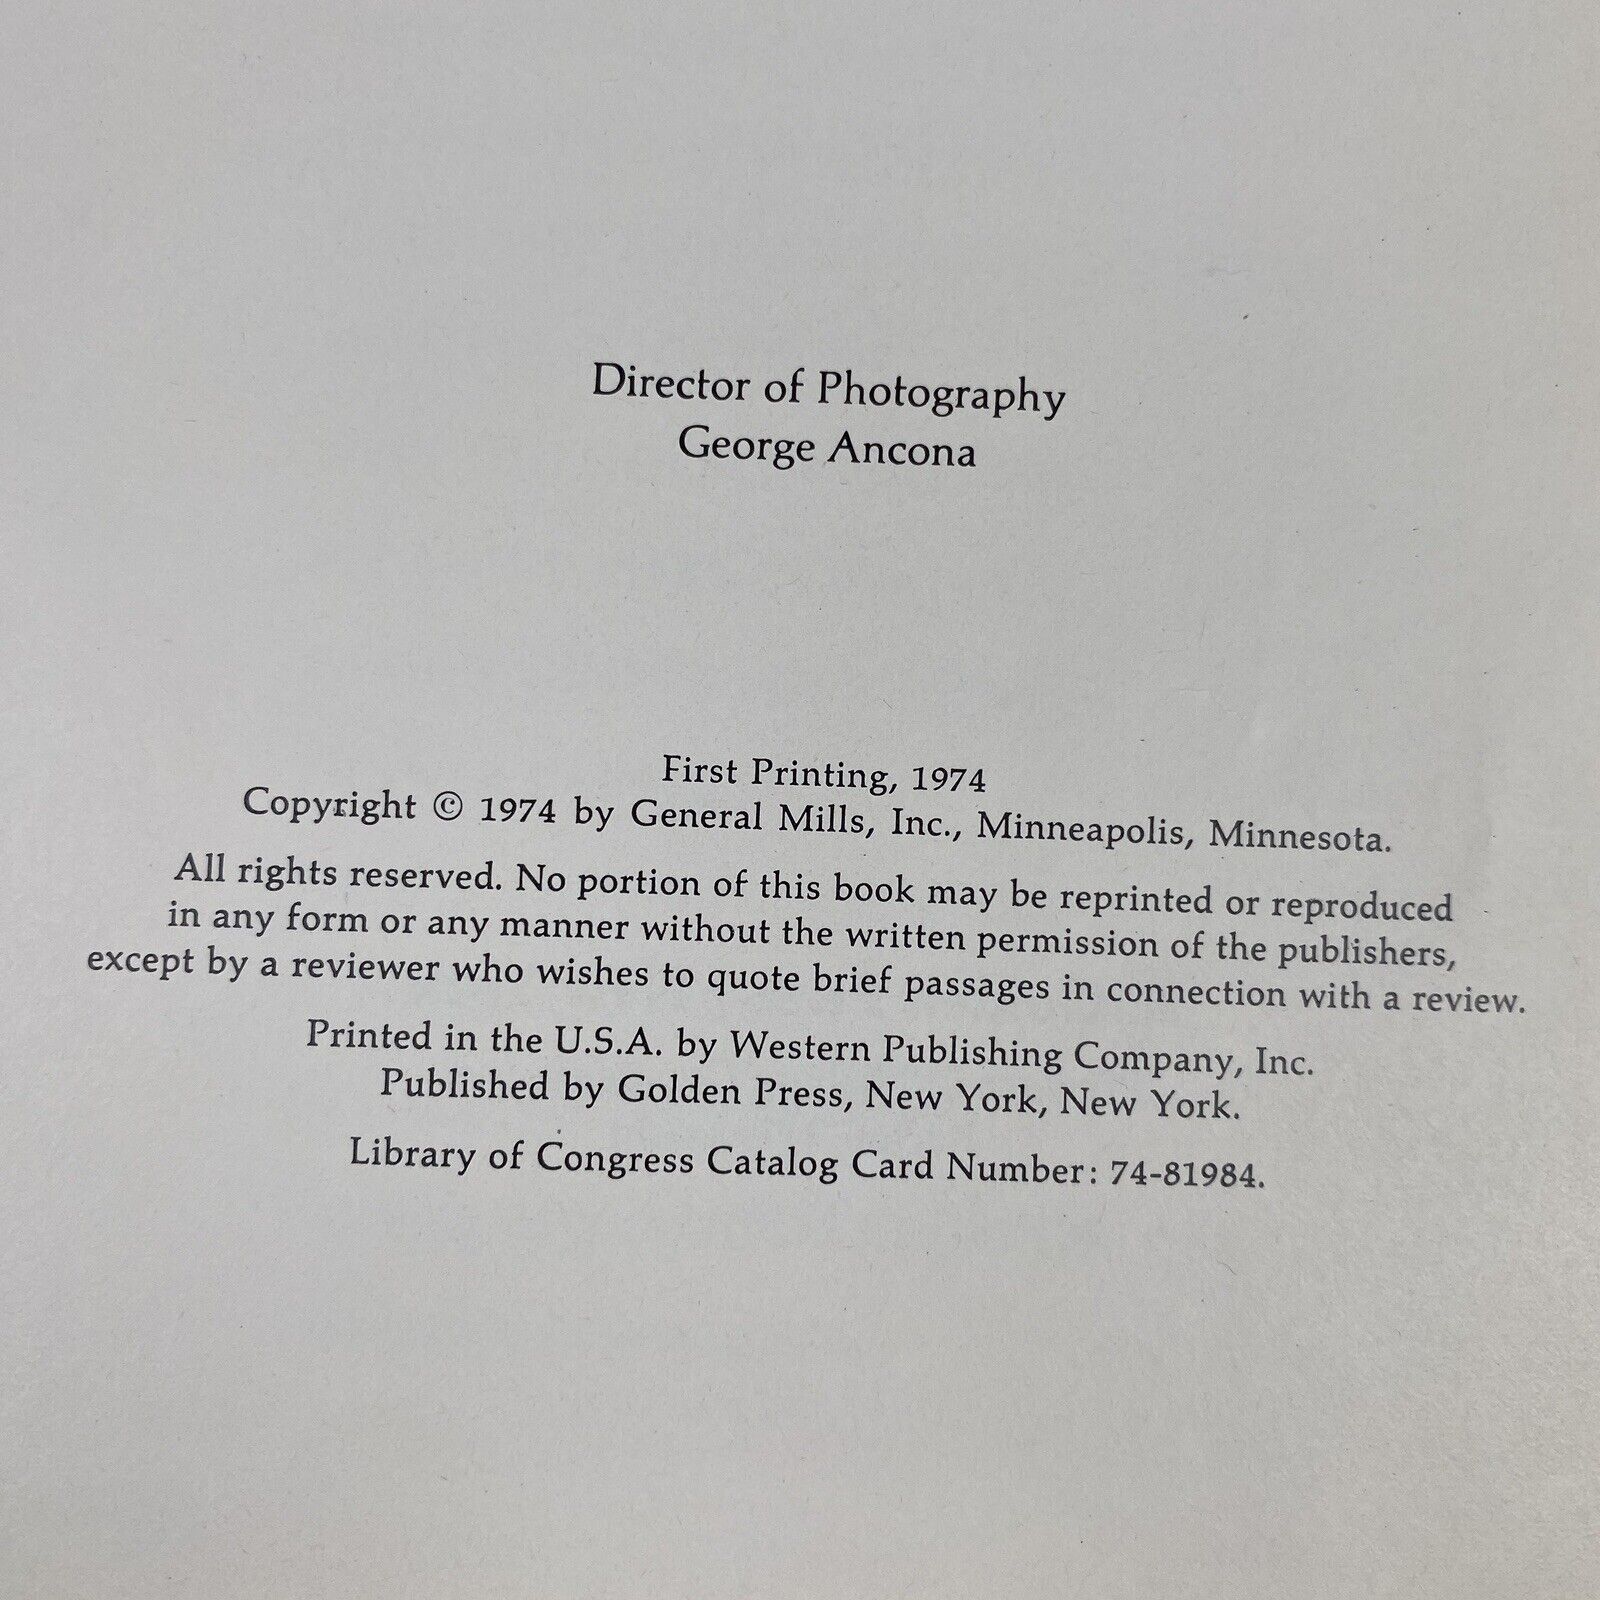 Director of Photography
George Ancona
First Printing, 1974
Copyright © 1974 by General Mills, Inc., Minneapolis, Minnesota.
All rights reserved. No portion of this book may be reprinted or reproduced
in any form or any manner without the written permission of the publishers,
except by a reviewer who wishes to quote brief passages in connection with a review.
Printed in the U.S.A. by Western Publishing Company, Inc.
Published by Golden Press, New York, New York.
Library of Congress Catalog Card Number: 74-81984.